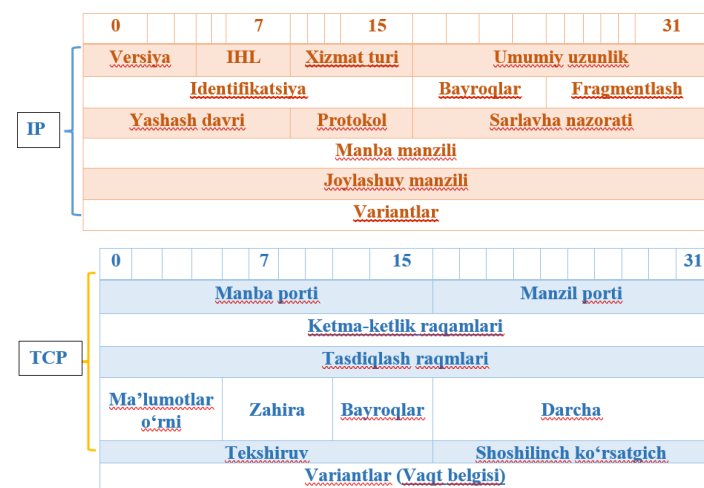 0 7 15 31
Versiya IHL Xizmat turi Umumiy uzunlik
Identifikatsiya Bayroqlar Fragmentlash
IP
Yashash davri Protokol Sarlavha nazorati
Manba manzili
Joylashuv manzili
Variantlar
0 7 15 31
Manba porti Manzil porti
Ketma-ketlik raqamlari
TCP
Tasdiqlash raqmlari
Ma’lumotlar
o‘rni
Zahira Bayroqlar Darcha
Tekshiruv Shoshilinch ko‘rsatgich
Variantlar (Vaqt belgisi)